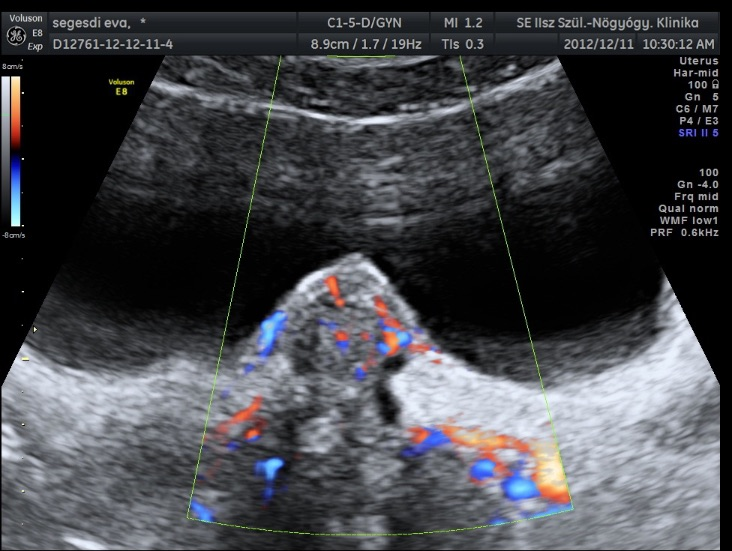 Voluson
E8
Exp
segesdi eva, *
D12761-12-12-11-4
C1-5-D/GYN
8.9cm / 1.7 / 19Hz
MI 1.2
TIs 0.3
SE IIsz Szül.-Nögyógy. Klinika
2012/12/11 10:30:12 AM
8cm/s
-8cm/s
Voluson
E8
Uterus
Har-mid
100
Gn 5
C6 / M7
P4 / E3
SRI II 5
100
Gn -4.0
Frq mid
Qual norm
WMF low1
PRF 0.6kHz